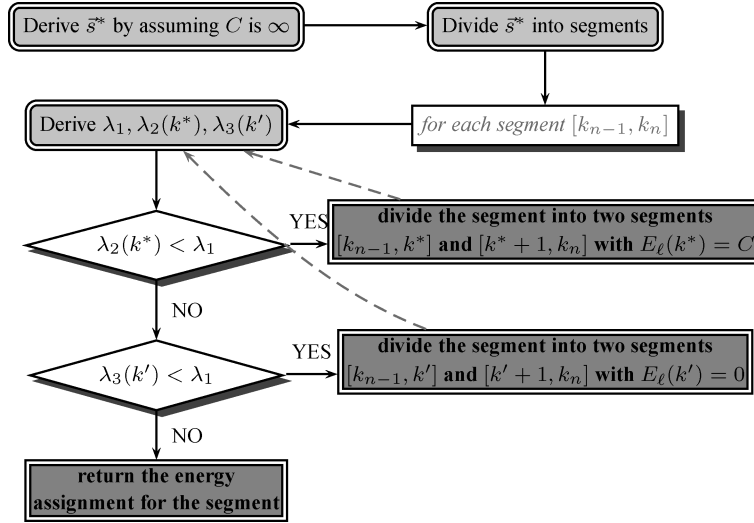 Derive $\vec{s}^*$ by assuming $C$ is $\infty$
Divide $\vec{s}^*$ into segments
for each segment $[k_{n-1}, k_n]$
Derive $\lambda_1, \lambda_2(k^*), \lambda_3(k')$
$\lambda_2(k^*) < \lambda_1$
YES
divide the segment into two segments
$[k_{n-1}, k^*]$ and $[k^* + 1, k_n]$ with $E_\ell(k^*) = C$
NO
$\lambda_3(k') < \lambda_1$
YES
divide the segment into two segments
$[k_{n-1}, k']$ and $[k' + 1, k_n]$ with $E_\ell(k') = 0$
NO
return the energy
assignment for the segment